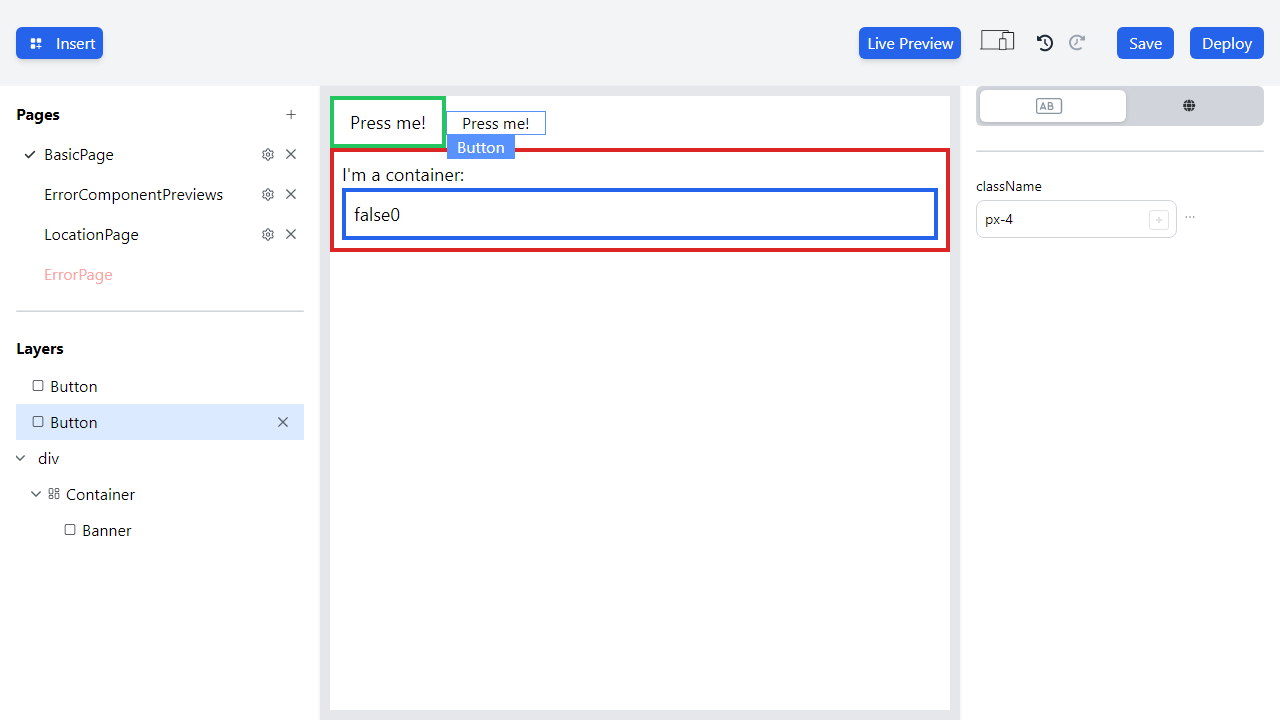 Insert
Live Preview
Save
Deploy
Pages
BasicPage
ErrorComponentPreviews
LocationPage
ErrorPage
Layers
Button
Button
div
Container
Banner
Press me!
Press me!
Button
I'm a container:
false0
AB
className
px-4